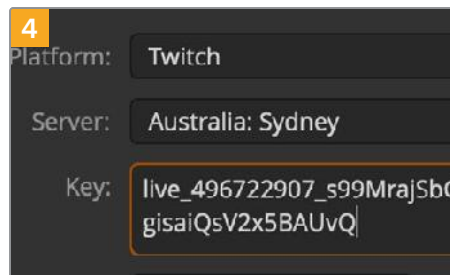 4
Platform:
Twitch
Server:
Australia: Sydney
Key:
live_496722907_s99MrajSb
gisaiQsV2x5BAUvQ